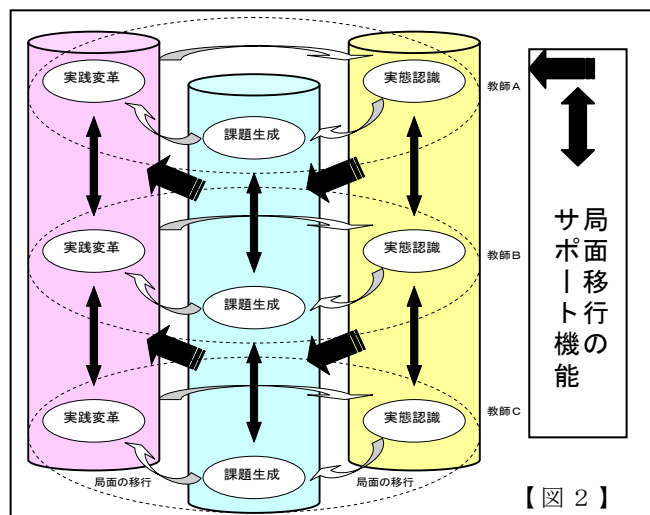 実践変革
実態認識
教師A
課題生成
実践変革
実態認識
教師B
課題生成
実践変革
実態認識
教師C
課題生成
局面の移行
局面の移行
局面移行の
サポート機能
【図２】